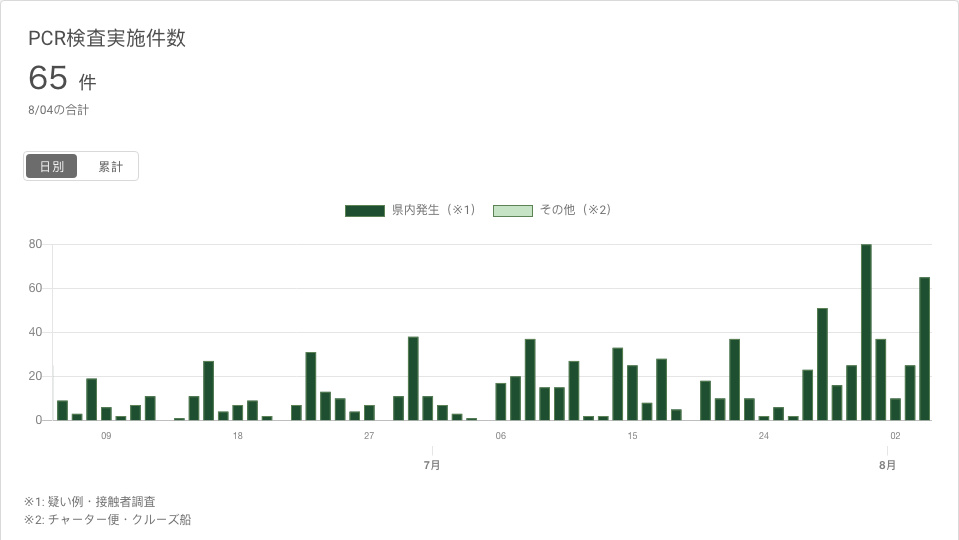 PCR検査実施件数
65 件
8/04の合計
日別 累計
県内発生（※1） その他（※2）
80
60
40
20
0
09 18 27 06 15 24 02
7月 8月
※1: 疑い例・接触者調査
※2: チャーター便・クルーズ船